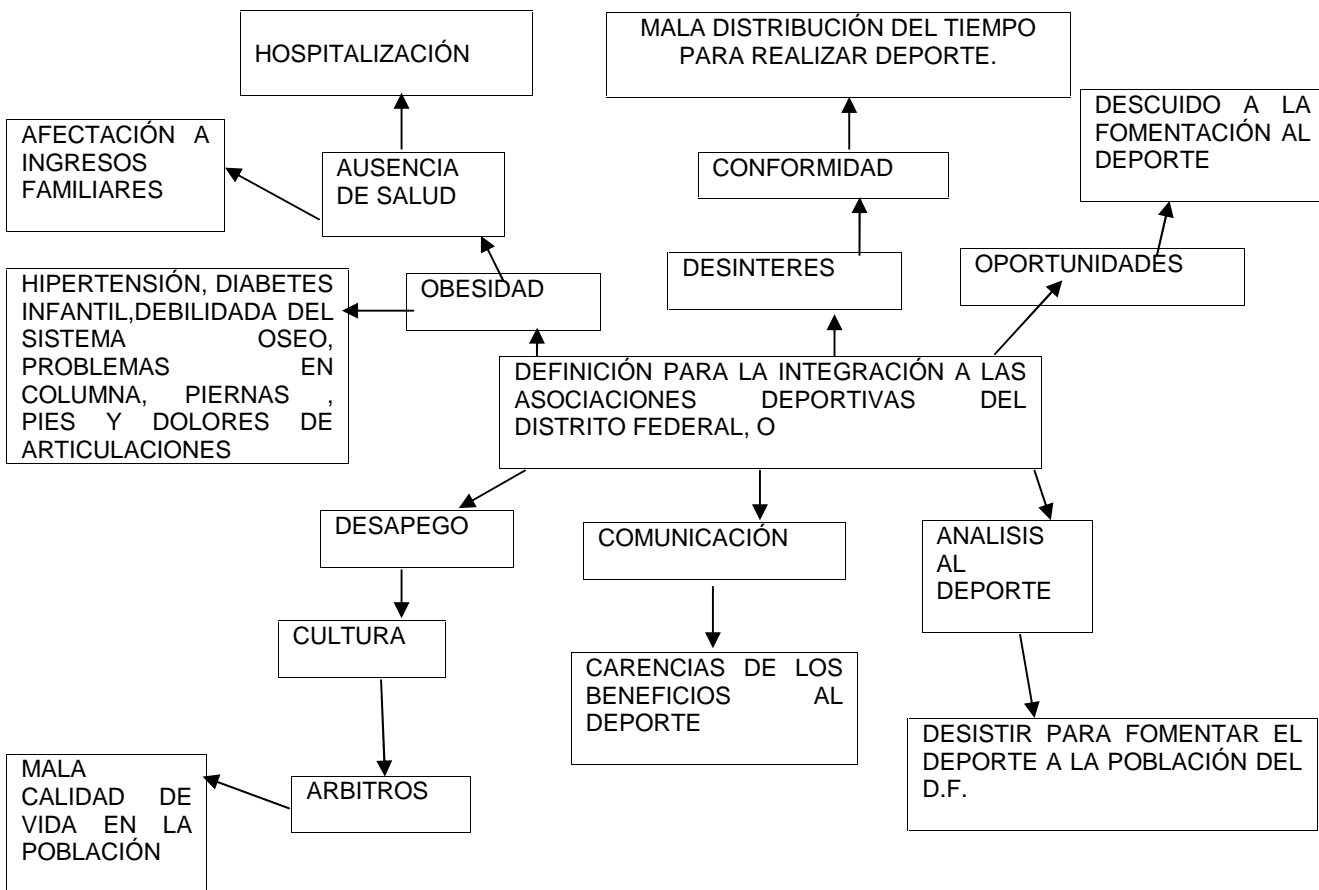 HOSPITALIZACIÓN
MALA DISTRIBUCIÓN DEL TIEMPO
PARA REALIZAR DEPORTE.
DESCUIDO A LA
FOMENTACIÓN AL
DEPORTE
AFECTACIÓN A
INGRESOS
FAMILIARES
AUSENCIA
DE SALUD
CONFORMIDAD
HIPERTENSIÓN, DIABETES
INFANTIL,DEBILIDADA DEL
SISTEMA OSEO,
PROBLEMAS EN
COLUMNA, PIERNAS ,
PIES Y DOLORES DE
ARTICULACIONES
OBESIDAD
DESINTERES
OPORTUNIDADES
DEFINICIÓN PARA LA INTEGRACIÓN A LAS
ASOCIACIONES DEPORTIVAS DEL
DISTRITO FEDERAL, O
DESAPEGO
COMUNICACIÓN
ANALISIS
AL
DEPORTE
CULTURA
CARENCIAS DE LOS
BENEFICIOS AL
DEPORTE
DESISTIR PARA FOMENTAR EL
DEPORTE A LA POBLACIÓN DEL
D.F.
MALA
CALIDAD DE
VIDA EN LA
POBLACIÓN
ARBITROS